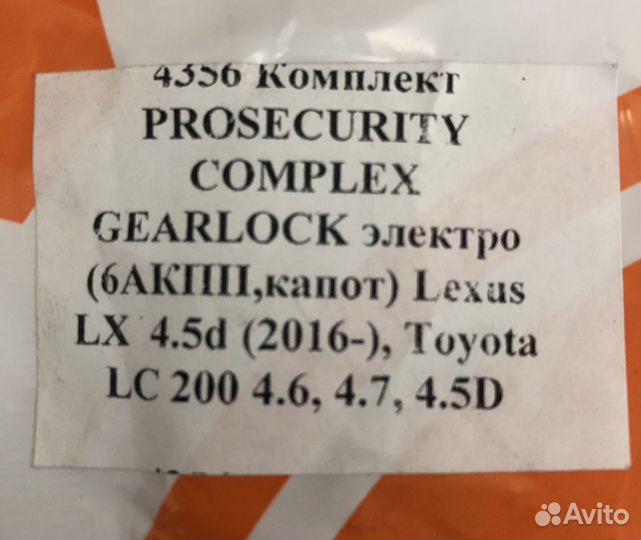 4356 Комплект
PROSECURITY
COMPLEX
GEARLOCK электро
(6АКПП,капот) Lexus
LX 4.5d (2016-), Toyota
LC 200 4.6, 4.7, 4.5D
Avito